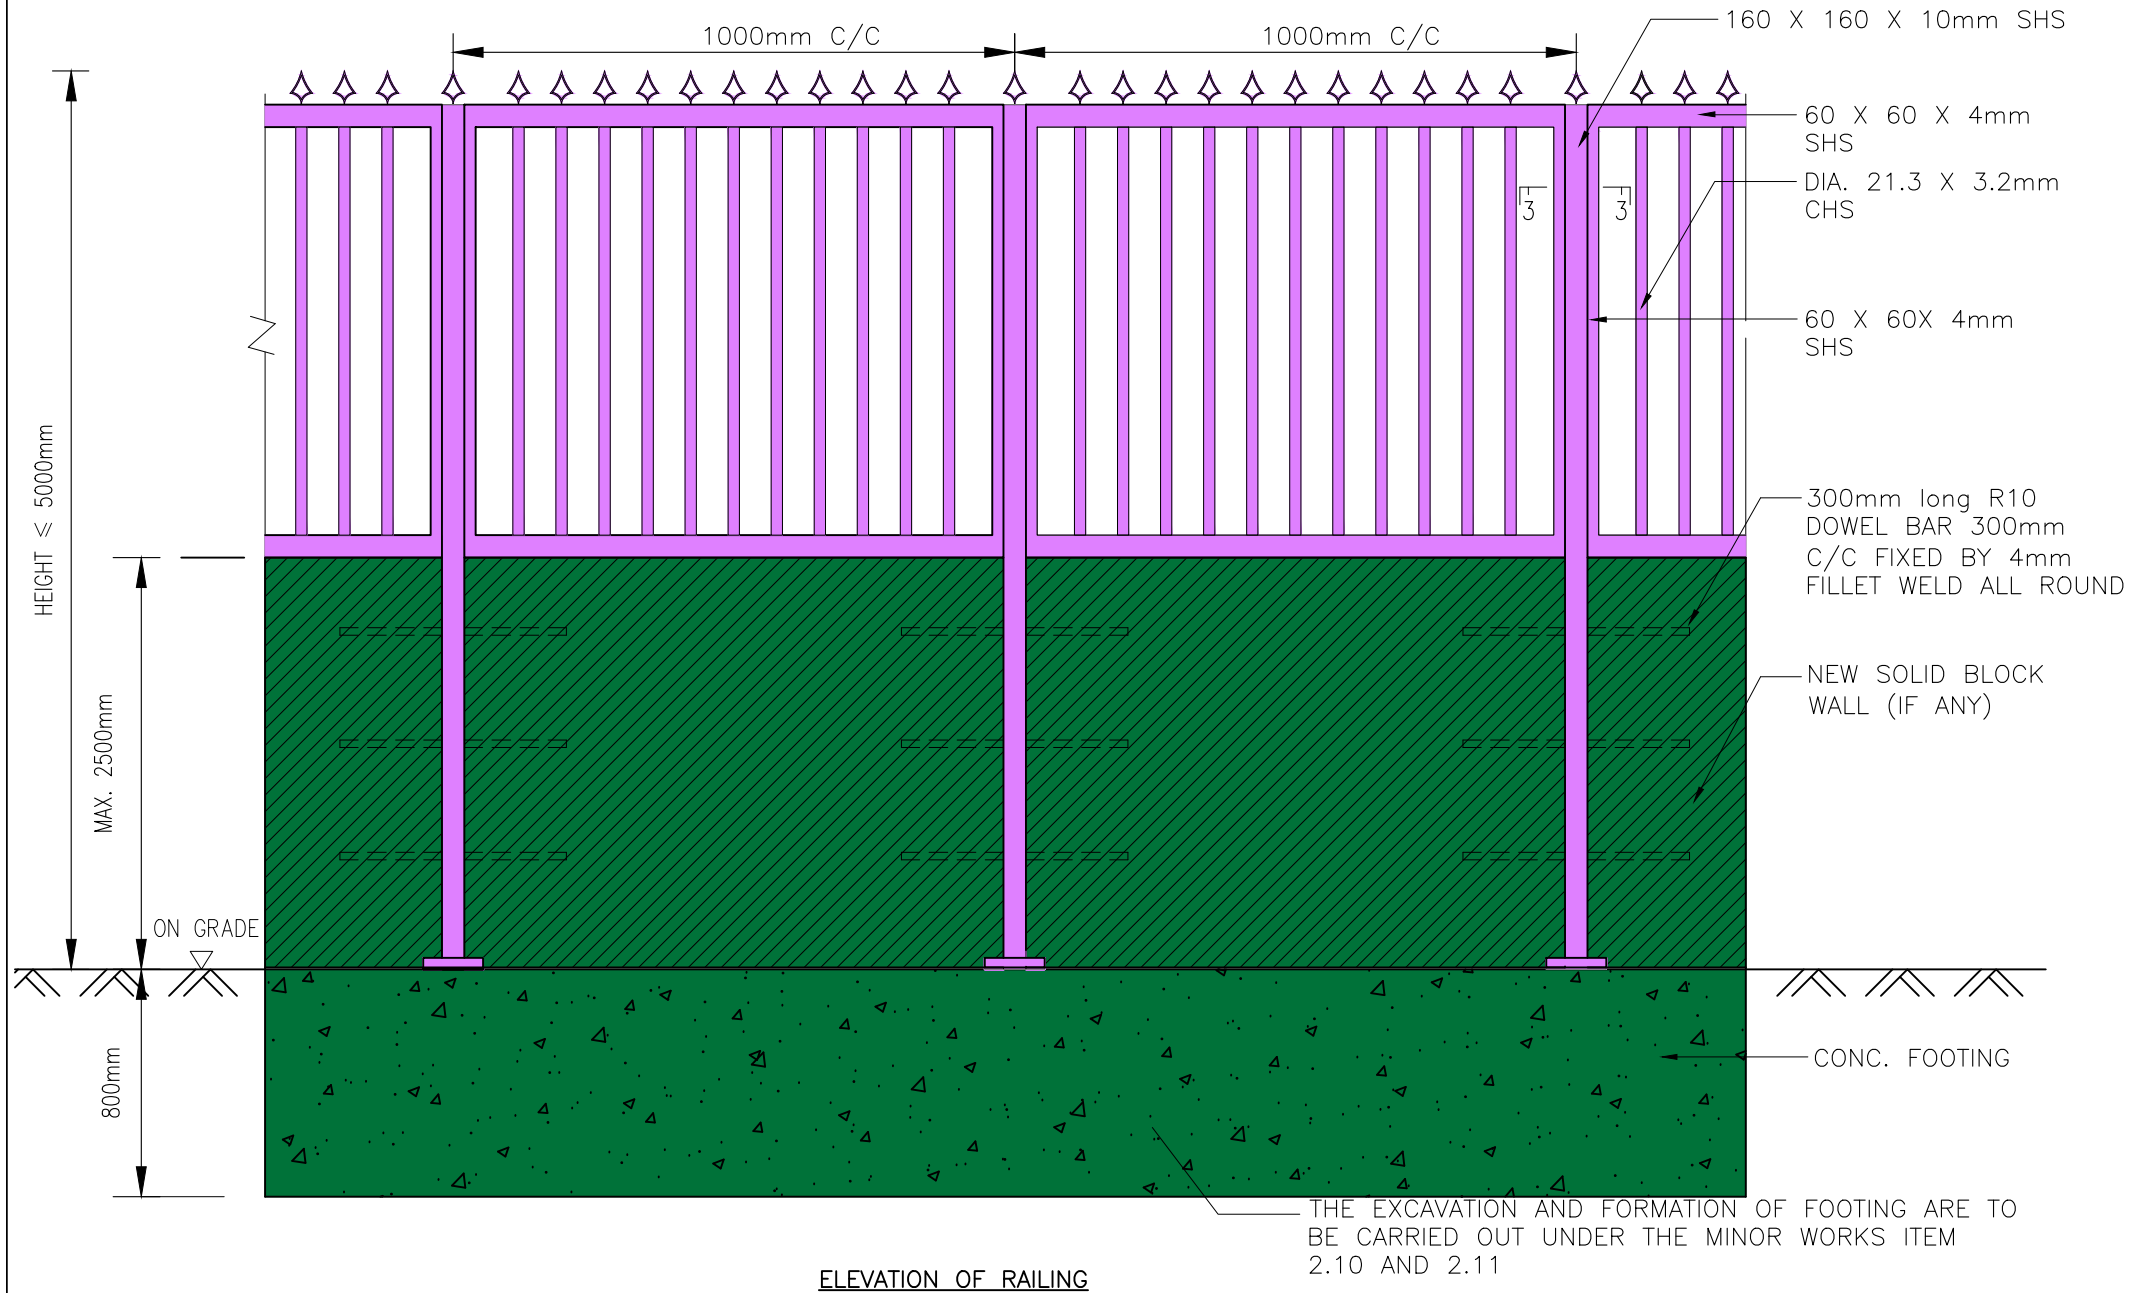 1000mm C/C
1000mm C/C
160 X 160 X 10mm SHS
60 X 60 X 4mm
SHS
DIA. 21.3 X 3.2mm
CHS
3
3
60 X 60X 4mm
SHS
HEIGHT ≤ 5000mm
300mm long R10
DOWEL BAR 300mm
C/C FIXED BY 4mm
FILLET WELD ALL ROUND
NEW SOLID BLOCK
WALL (IF ANY)
MAX. 2500mm
ON GRADE
800mm
CONC. FOOTING
THE EXCAVATION AND FORMATION OF FOOTING ARE TO
BE CARRIED OUT UNDER THE MINOR WORKS ITEM
2.10 AND 2.11
ELEVATION OF RAILING